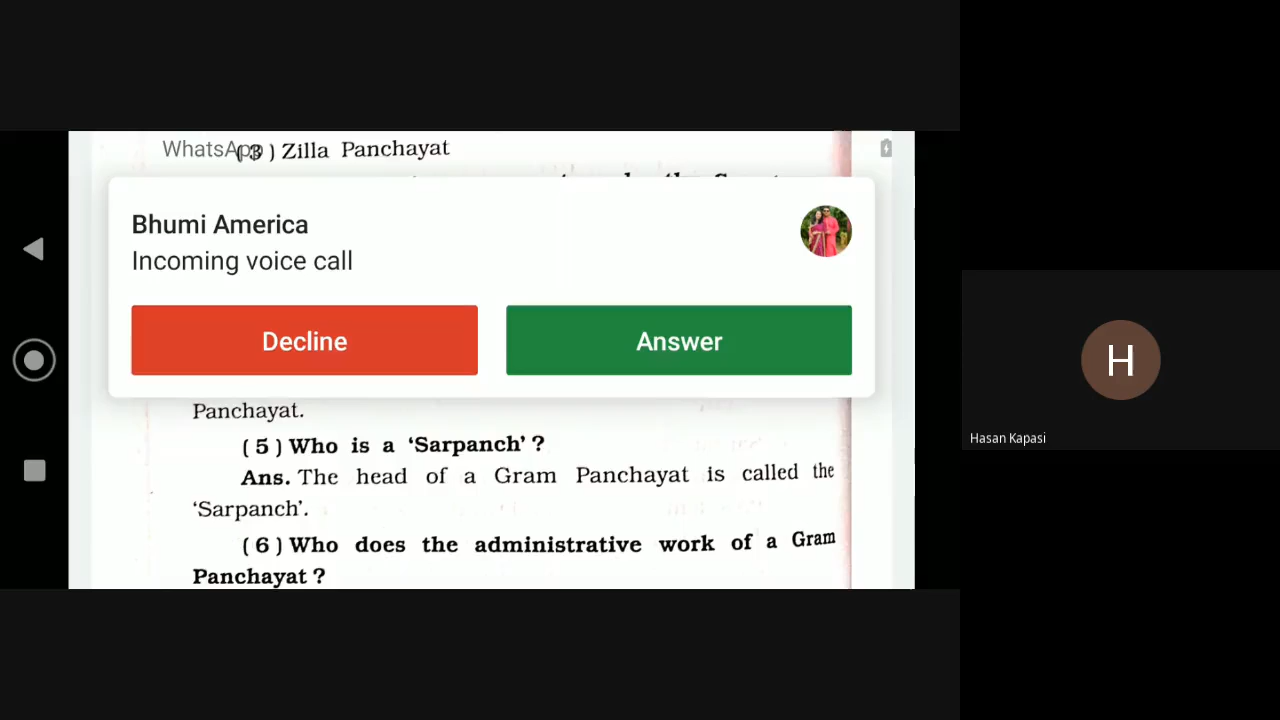 WhatsApp
( 3 ) Zilla Panchayat
Bhumi America
Incoming voice call
Decline
Answer
Panchayat.
( 5 ) Who is a ‘Sarpanch’ ?
Ans. The head of a Gram Panchayat is called the
‘Sarpanch’.
( 6 ) Who does the administrative work of a Gram
Panchayat ?
H
Hasan Kapasi